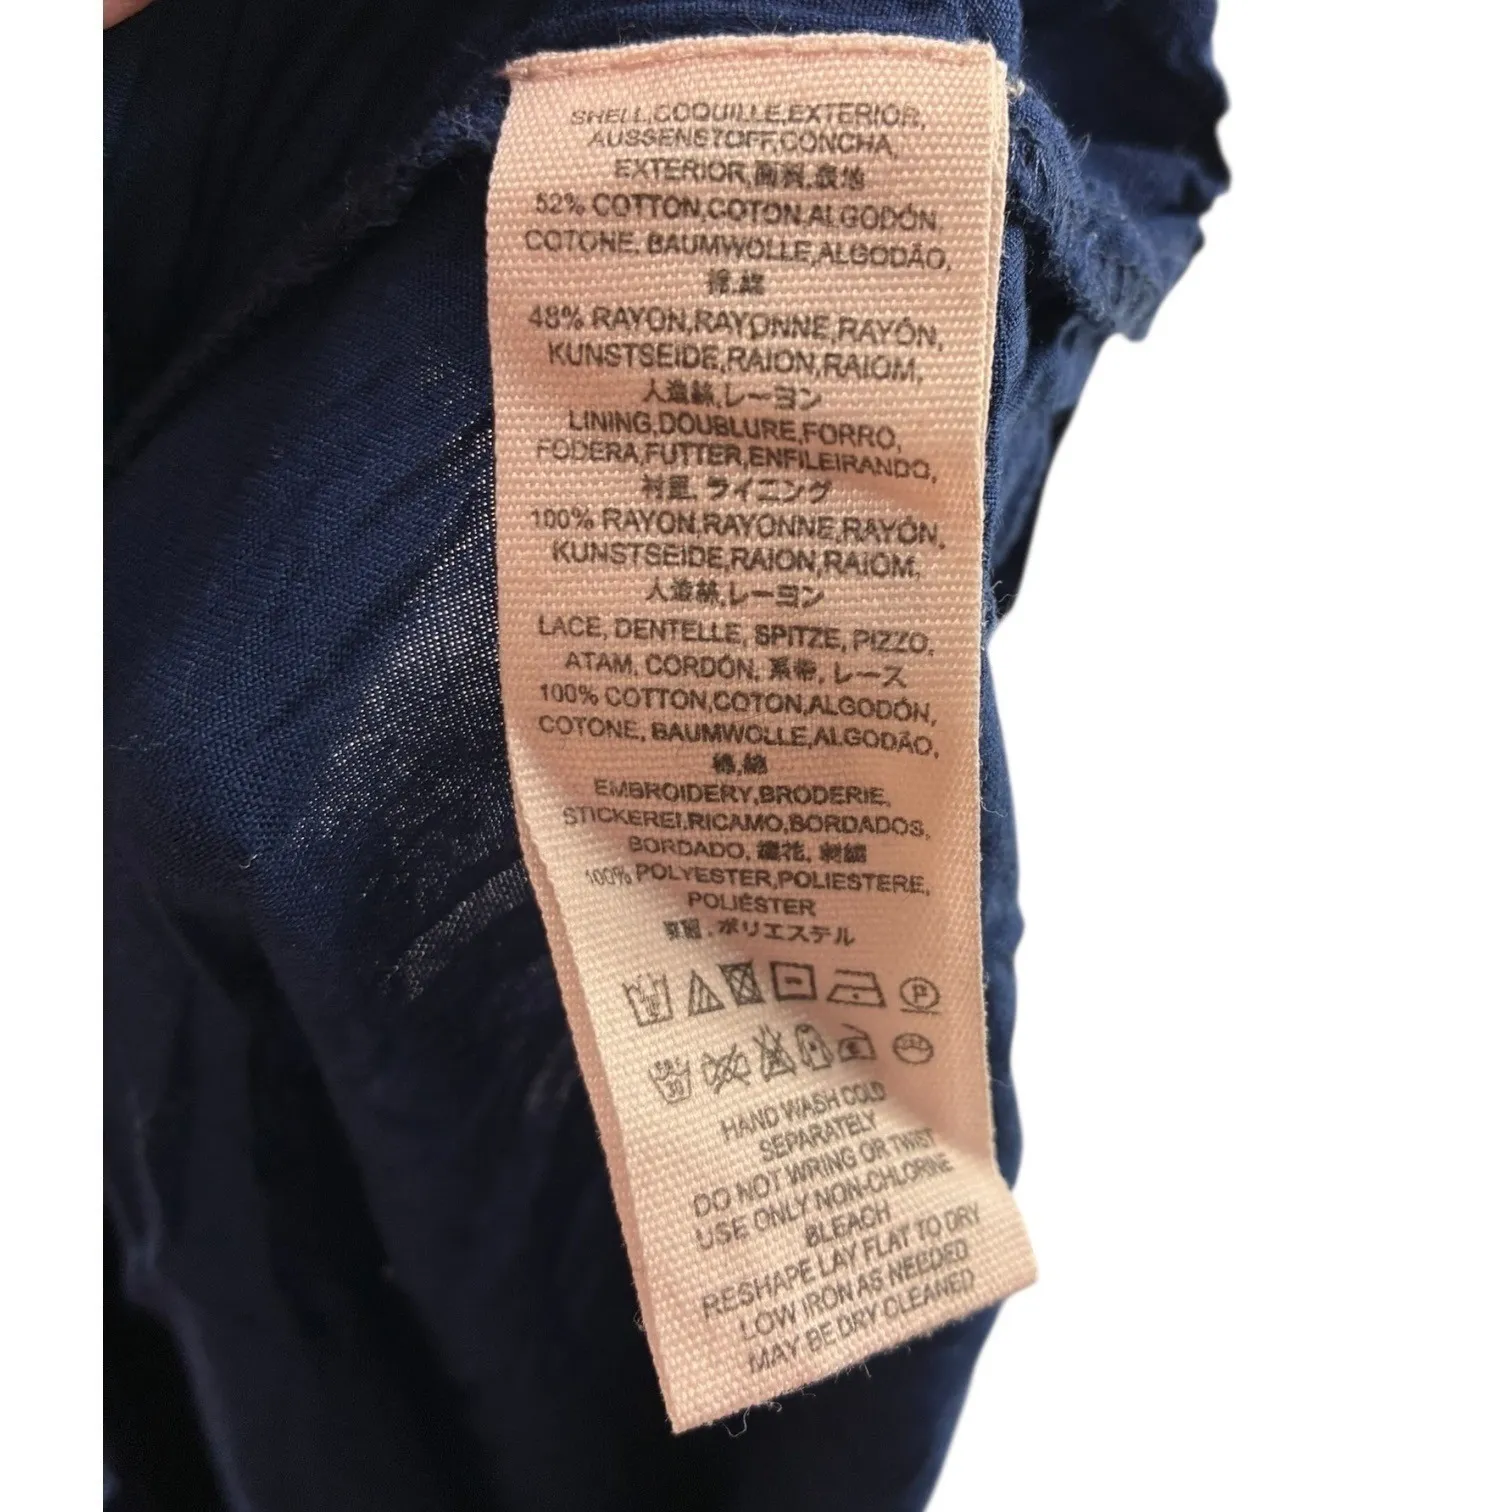 SHELL,COQUILLE,EXTERIOR,
AUSSENSTOFF,CONCHA,
EXTERIOR,面料,表地
52% COTTON,COTON,ALGODÓN,
COTONE, BAUMWOLLE,ALGODÃO,
棉,綿
48% RAYON,RAYONNE,RAYÓN,
KUNSTSEIDE,RAION,RAIOM,
人造絲,レーヨン
LINING,DOUBLURE,FORRO,
FODERA,FUTTER,ENFILEIRANDO,
衬里,ライニング
100% RAYON,RAYONNE,RAYÓN,
KUNSTSEIDE,RAION,RAIOM,
人造絲,レーヨン
LACE, DENTELLE, SPITZE, PIZZO,
ATAM, CORDÓN, 系带, レース
100% COTTON,COTON,ALGODÓN,
COTONE, BAUMWOLLE,ALGODÃO,
棉,綿
EMBROIDERY,BRODERIE,
STICKEREI,RICAMO,BORDADOS,
BORDADO, 繡花, 刺繍
100% POLYESTER,POLIESTERE,
POLIÉSTER
ポリエステル
P
30
HAND WASH COLD
SEPARATELY
DO NOT WRING OR TWIST
USE ONLY NON-CHLORINE
BLEACH
RESHAPE LAY FLAT TO DRY
LOW IRON AS NEEDED
MAY BE DRY CLEANED